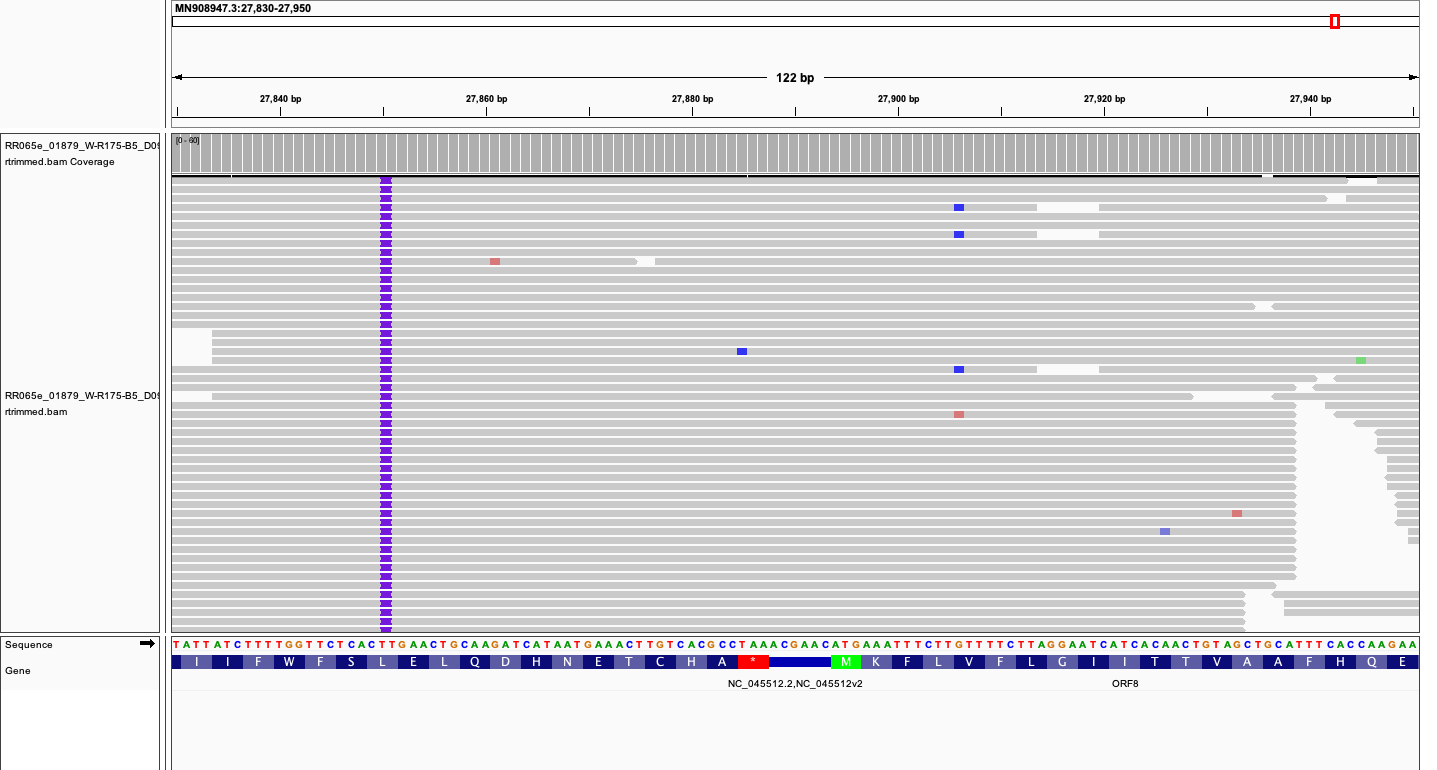 MN908947.3:27,830-27,950
122 bp
27,840 bp 27,860 bp 27,880 bp 27,900 bp 27,920 bp 27,940 bp
RR065e_01879_W-R175-B5_D0
rtrimmed.bam Coverage
[0 - 60]
RR065e_01879_W-R175-B5_D0
rtrimmed.bam
Sequence
T A T T A T C T T T T G G T T C T C A C T T G A A C T G C A A G A T C A T A A T G A A A C T T G T C A C G C C T A A A C G A A C A T G A A A T T T C T T G T T T T C T T A G G A A T C A T C A C A A C T G T A G C T G C A T T T C A C C A A G A A
Gene
I I F W F S L E L Q D H N E T C H A * M K F L V F L G I I T T V A A F H Q E
NC_045512.2,NC_045512v2 ORF8